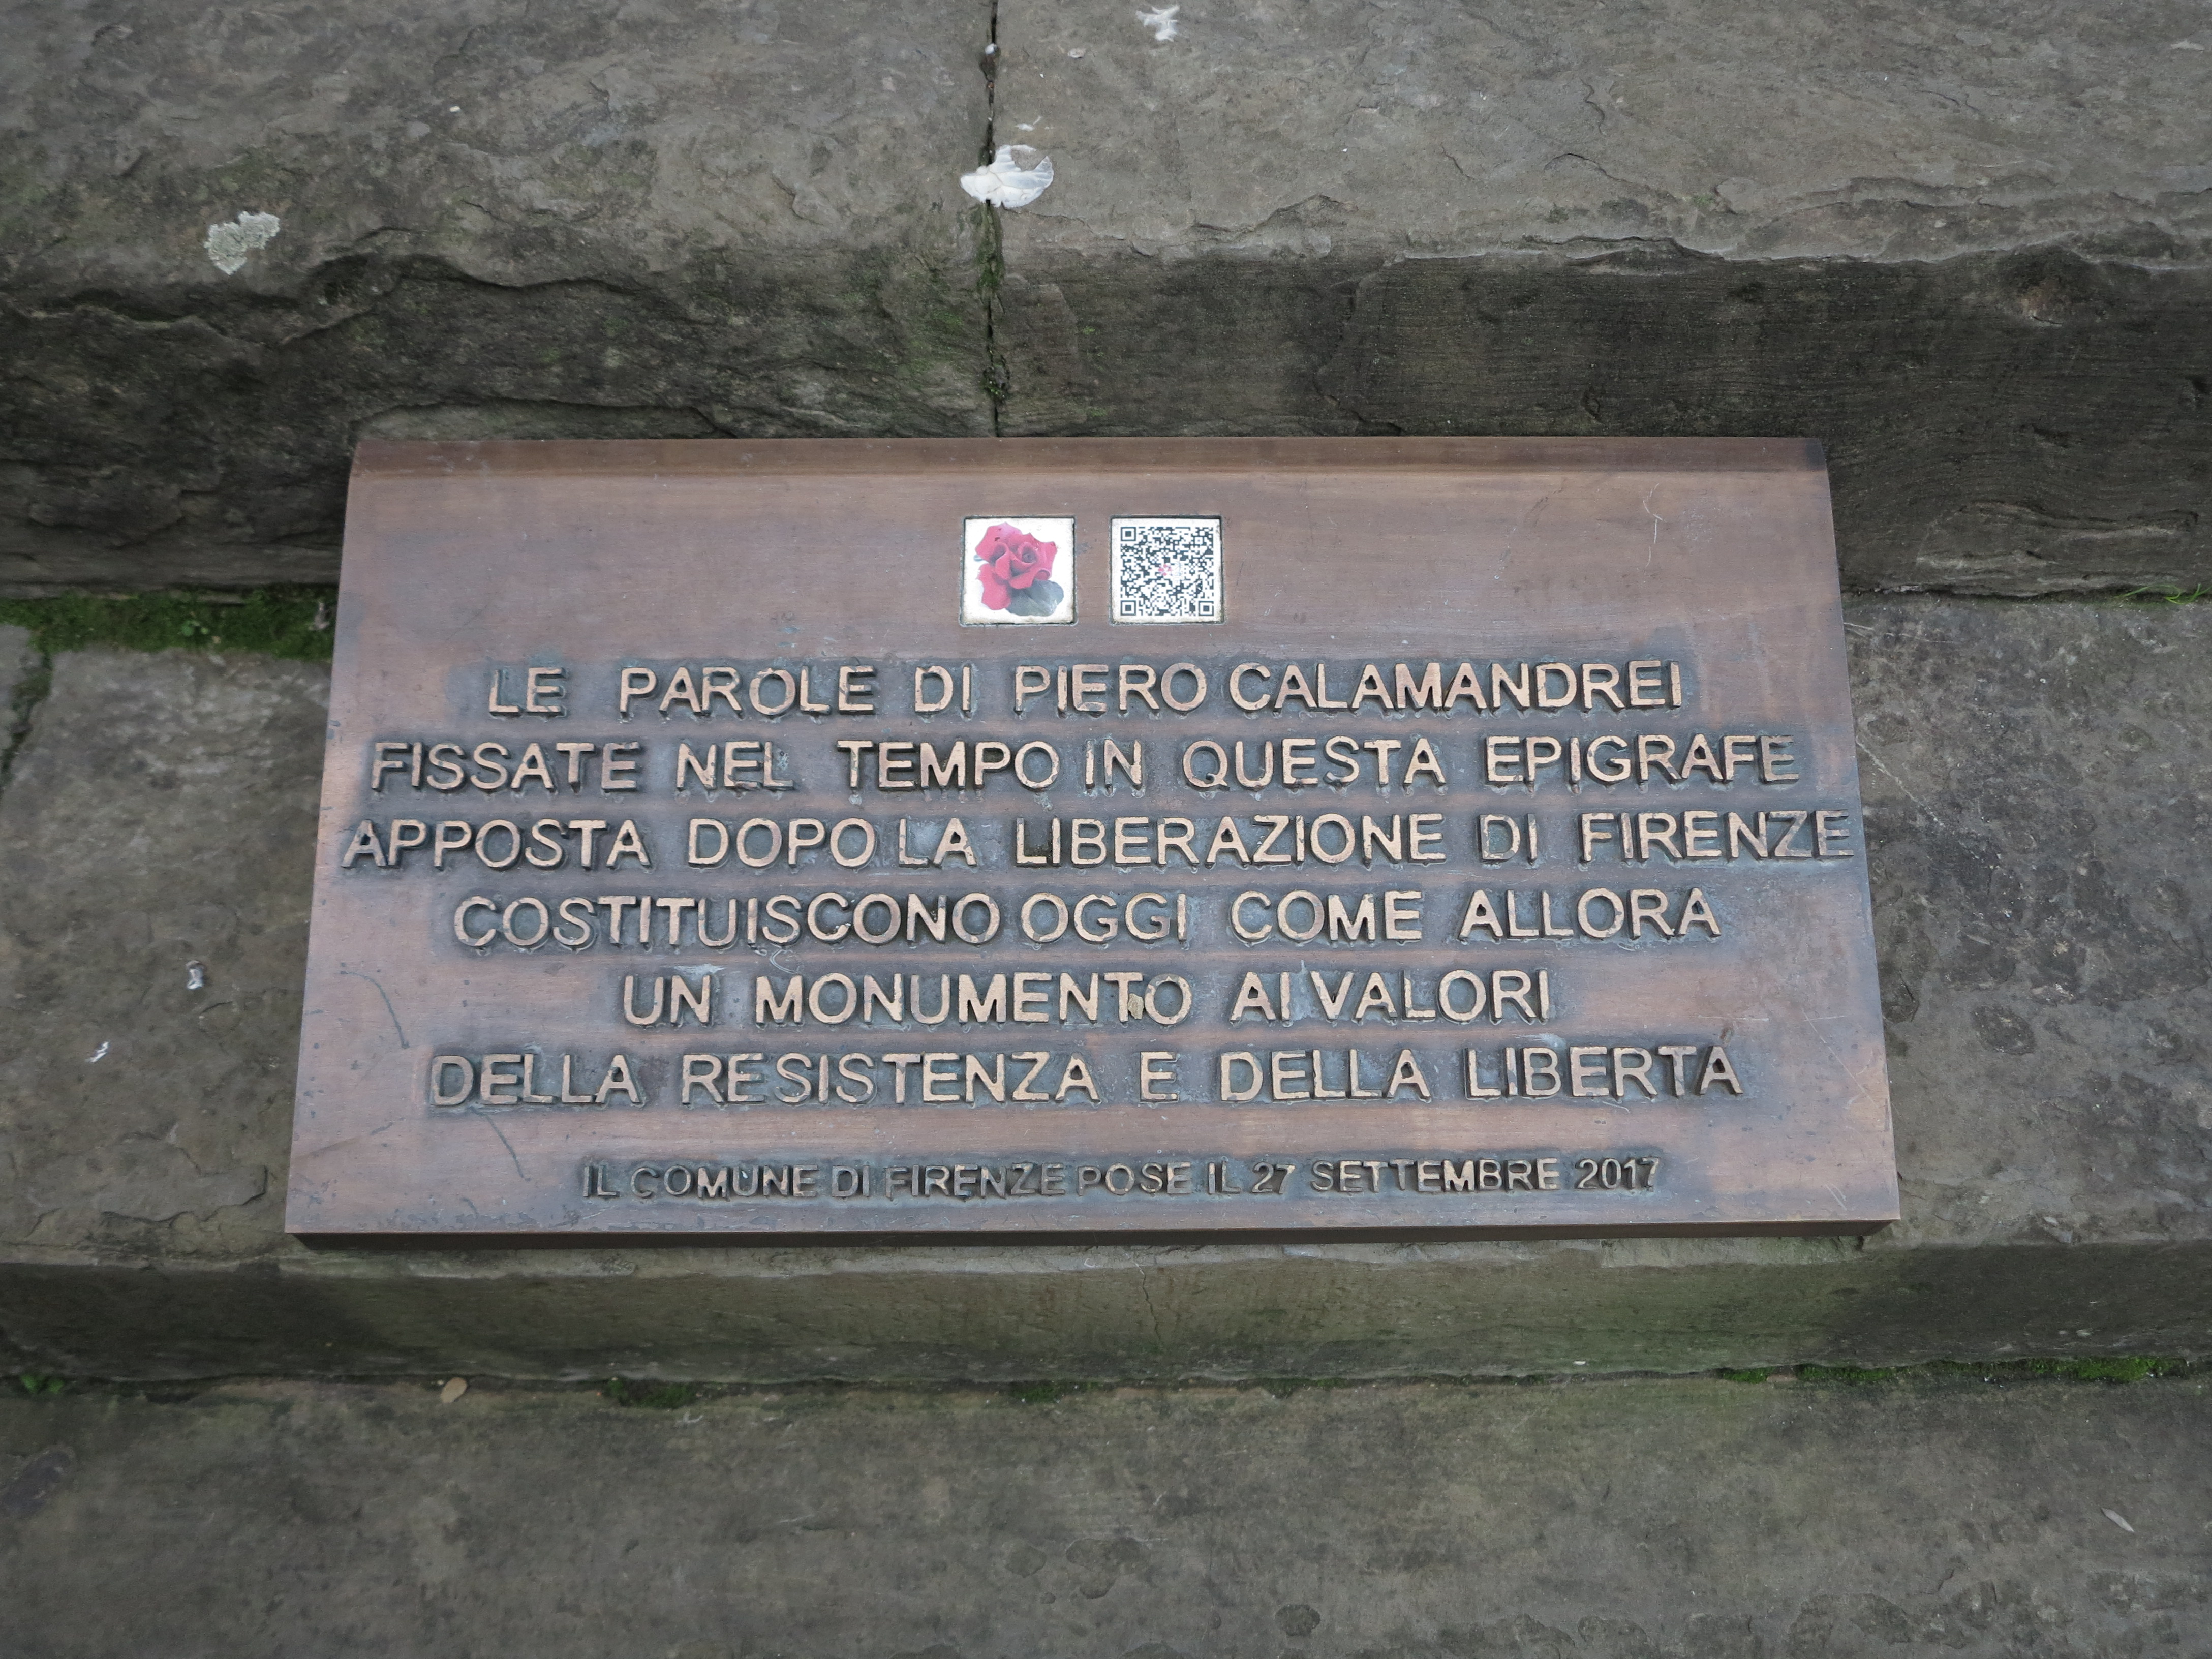 LE PAROLE DI PIERO CALAMANDREI
FISSATE NEL TEMPO IN QUESTA EPIGRAFE
APPOSTA DOPO LA LIBERAZIONE DI FIRENZE
COSTITUISCONO OGGI COME ALLORA
UN MONUMENTO AI VALORI
DELLA RESISTENZA E DELLA LIBERTA
IL COMUNE DI FIRENZE POSE IL 27 SETTEMBRE 2017